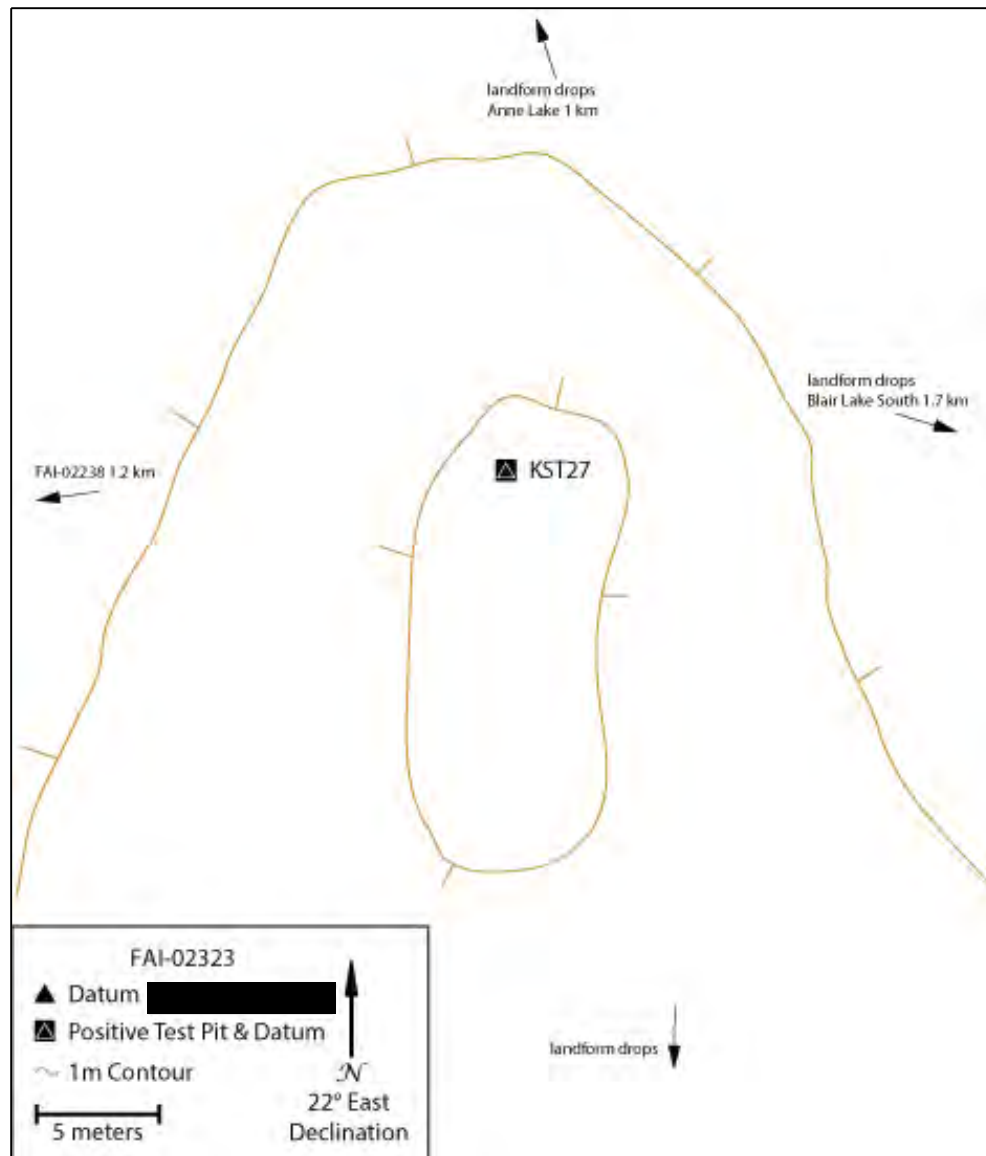 landform drops
Anne Lake 1 km
landform drops
Blair Lake South 1.7 km
FAI-02238 1.2 km
KST27
FAI-02323
Datum
Positive Test Pit & Datum
1m Contour
5 meters
N
22° East
Declination
landform drops